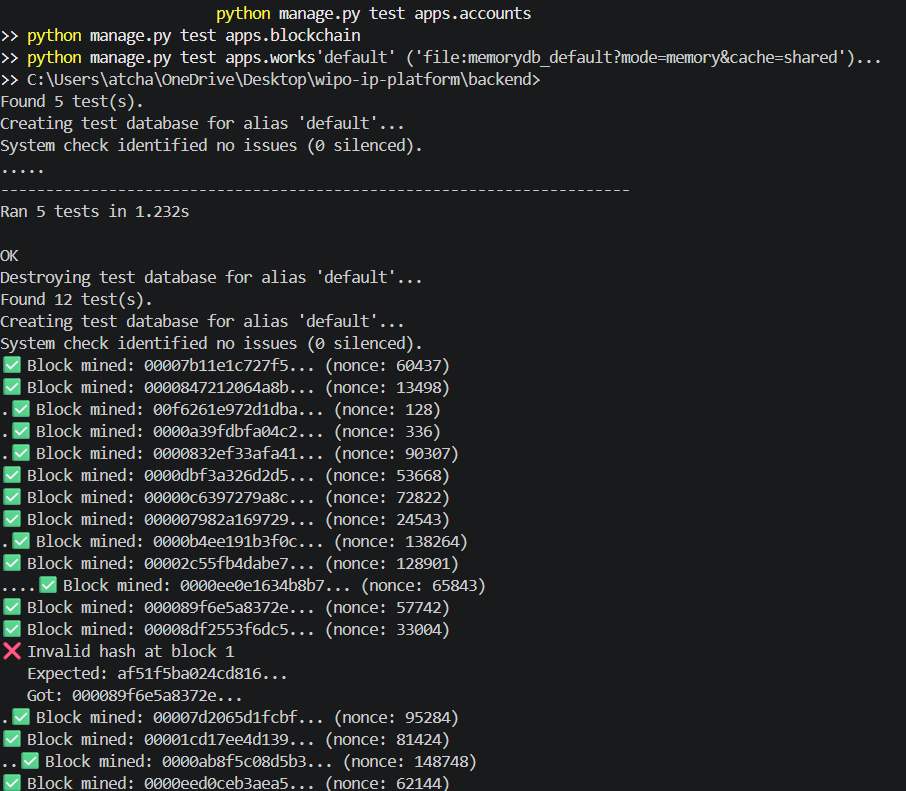 python manage.py test apps.accounts
>> python manage.py test apps.blockchain
>> python manage.py test apps.works'default' ('file:memorydb_default?mode=memory&cache=shared')...
>> C:\Users\atcha\OneDrive\Desktop\wipo-ip-platform\backend>
Found 5 test(s).
Creating test database for alias 'default'...
System check identified no issues (0 silenced).
.....
----------------------------------------------------------------------
Ran 5 tests in 1.232s
OK
Destroying test database for alias 'default'...
Found 12 test(s).
Creating test database for alias 'default'...
System check identified no issues (0 silenced).
✅ Block mined: 00007b11e1c727f5... (nonce: 60437)
✅ Block mined: 0000847212064a8b... (nonce: 13498)
.✅ Block mined: 00f6261e972d1dba... (nonce: 128)
.✅ Block mined: 0000a39fdbfa04c2... (nonce: 336)
.✅ Block mined: 0000832ef33afa41... (nonce: 90307)
✅ Block mined: 0000dbf3a326d2d5... (nonce: 53668)
✅ Block mined: 00000c6397279a8c... (nonce: 72822)
✅ Block mined: 000007982a169729... (nonce: 24543)
.✅ Block mined: 0000b4ee191b3f0c... (nonce: 138264)
✅ Block mined: 00002c55fb4dabe7... (nonce: 128901)
....✅ Block mined: 0000ee0e1634b8b7... (nonce: 65843)
✅ Block mined: 000089f6e5a8372e... (nonce: 57742)
✅ Block mined: 00008df2553f6dc5... (nonce: 33004)
❌ Invalid hash at block 1
Expected: af51f5ba024cd816...
Got: 000089f6e5a8372e...
.✅ Block mined: 00007d2065d1fcbf... (nonce: 95284)
✅ Block mined: 00001cd17ee4d139... (nonce: 81424)
..✅ Block mined: 0000ab8f5c08d5b3... (nonce: 148748)
✅ Block mined: 0000eed0ceb3aea5... (nonce: 62144)